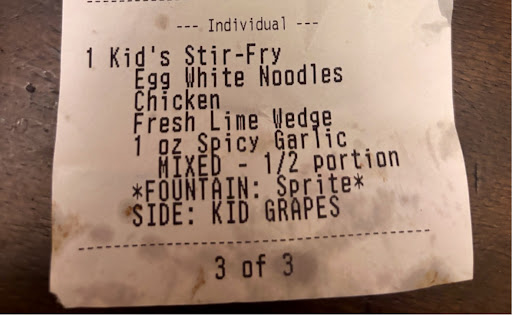 --- Individual ---
1 Kid's Stir-Fry
Egg White Noodles
Chicken
Fresh Lime Wedge
1 oz Spicy Garlic
MIXED - 1/2 portion
*FOUNTAIN: Sprite*
SIDE: KID GRAPES
3 of 3